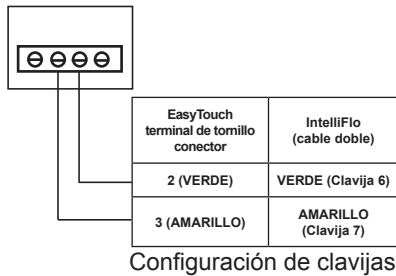 EasyTouch
terminal de tornillo
conector
IntelliFlo
(cable doble)
2 (VERDE)
VERDE (Clavija 6)
3 (AMARILLO)
AMARILLO
(Clavija 7)
Configuración de clavijas